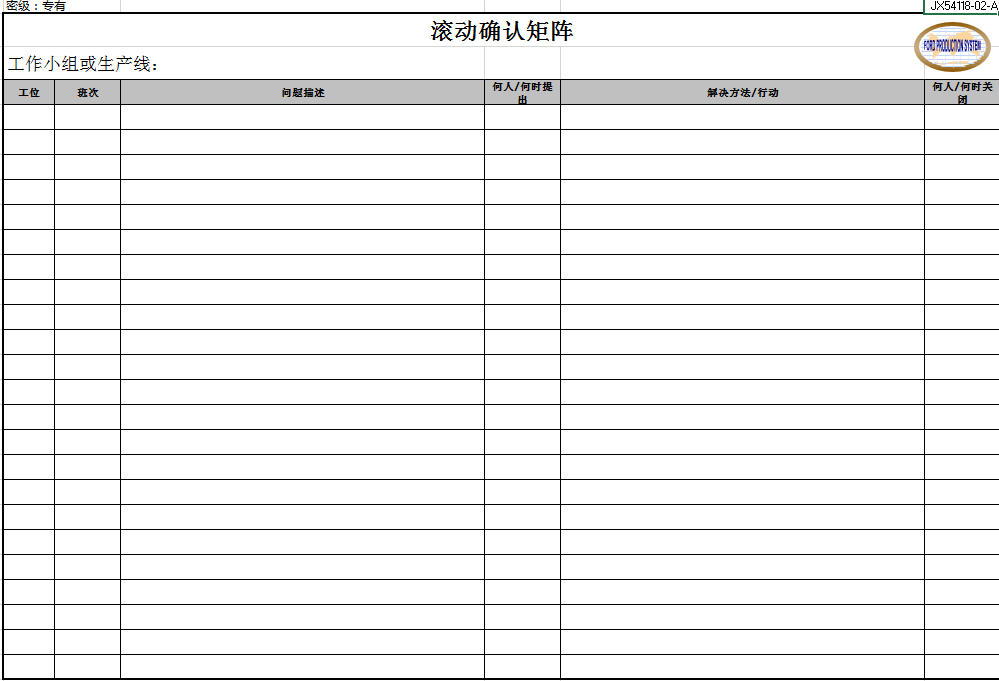 密级：专有
JX54118-02-A
滚动确认矩阵
FORD PRODUCTION SYSTEM
工作小组或生产线：
工位
班次
问题描述
何人/何时提
出
解决方法/行动
何人/何时关
闭